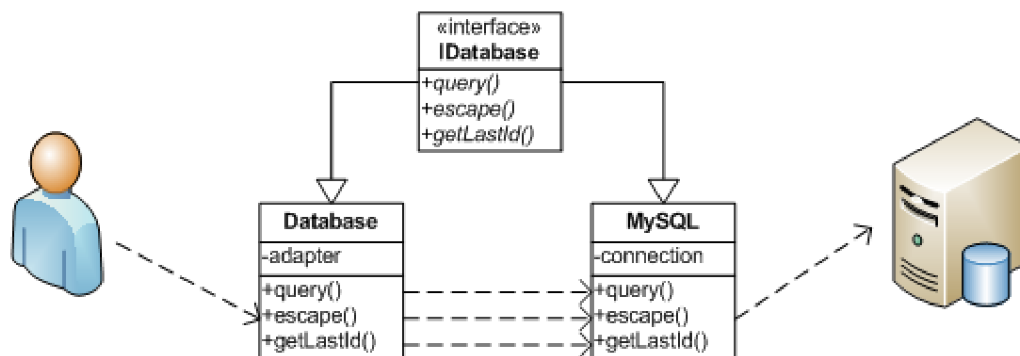 «interface»
IDatabase
+query()
+escape()
+getLastId()
Database
-adapter
+query()
+escape()
+getLastId()
MySQL
-connection
+query()
+escape()
+getLastId()